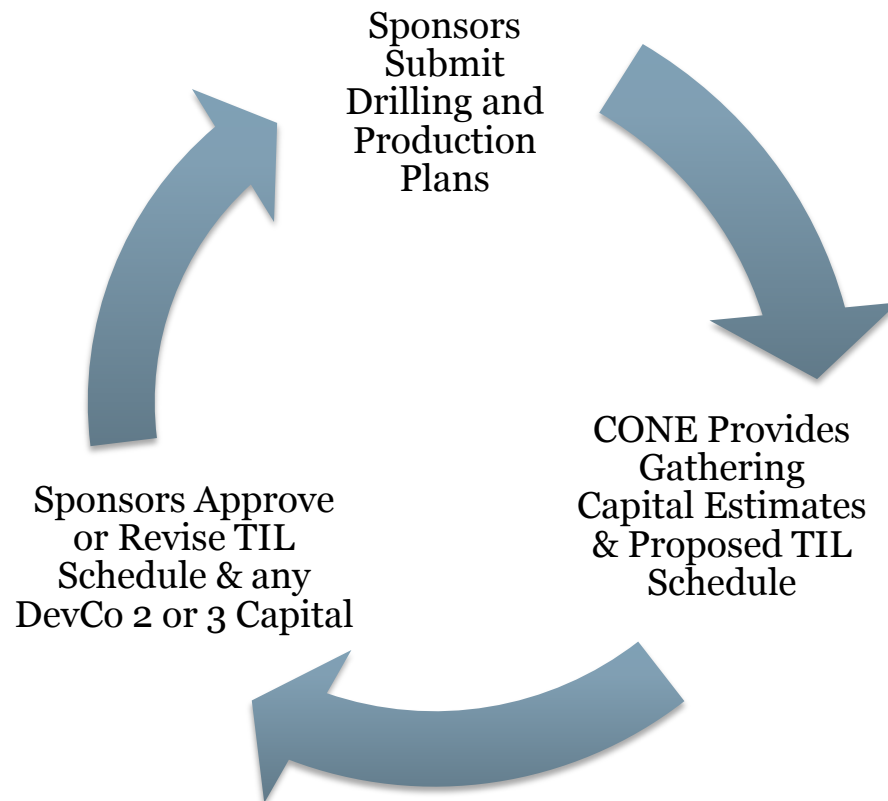 Sponsors
Submit
Drilling and
Production
Plans
CONE Provides
Gathering
Capital Estimates
& Proposed TIL
Schedule
Sponsors Approve
or Revise TIL
Schedule & any
DevCo 2 or 3 Capital